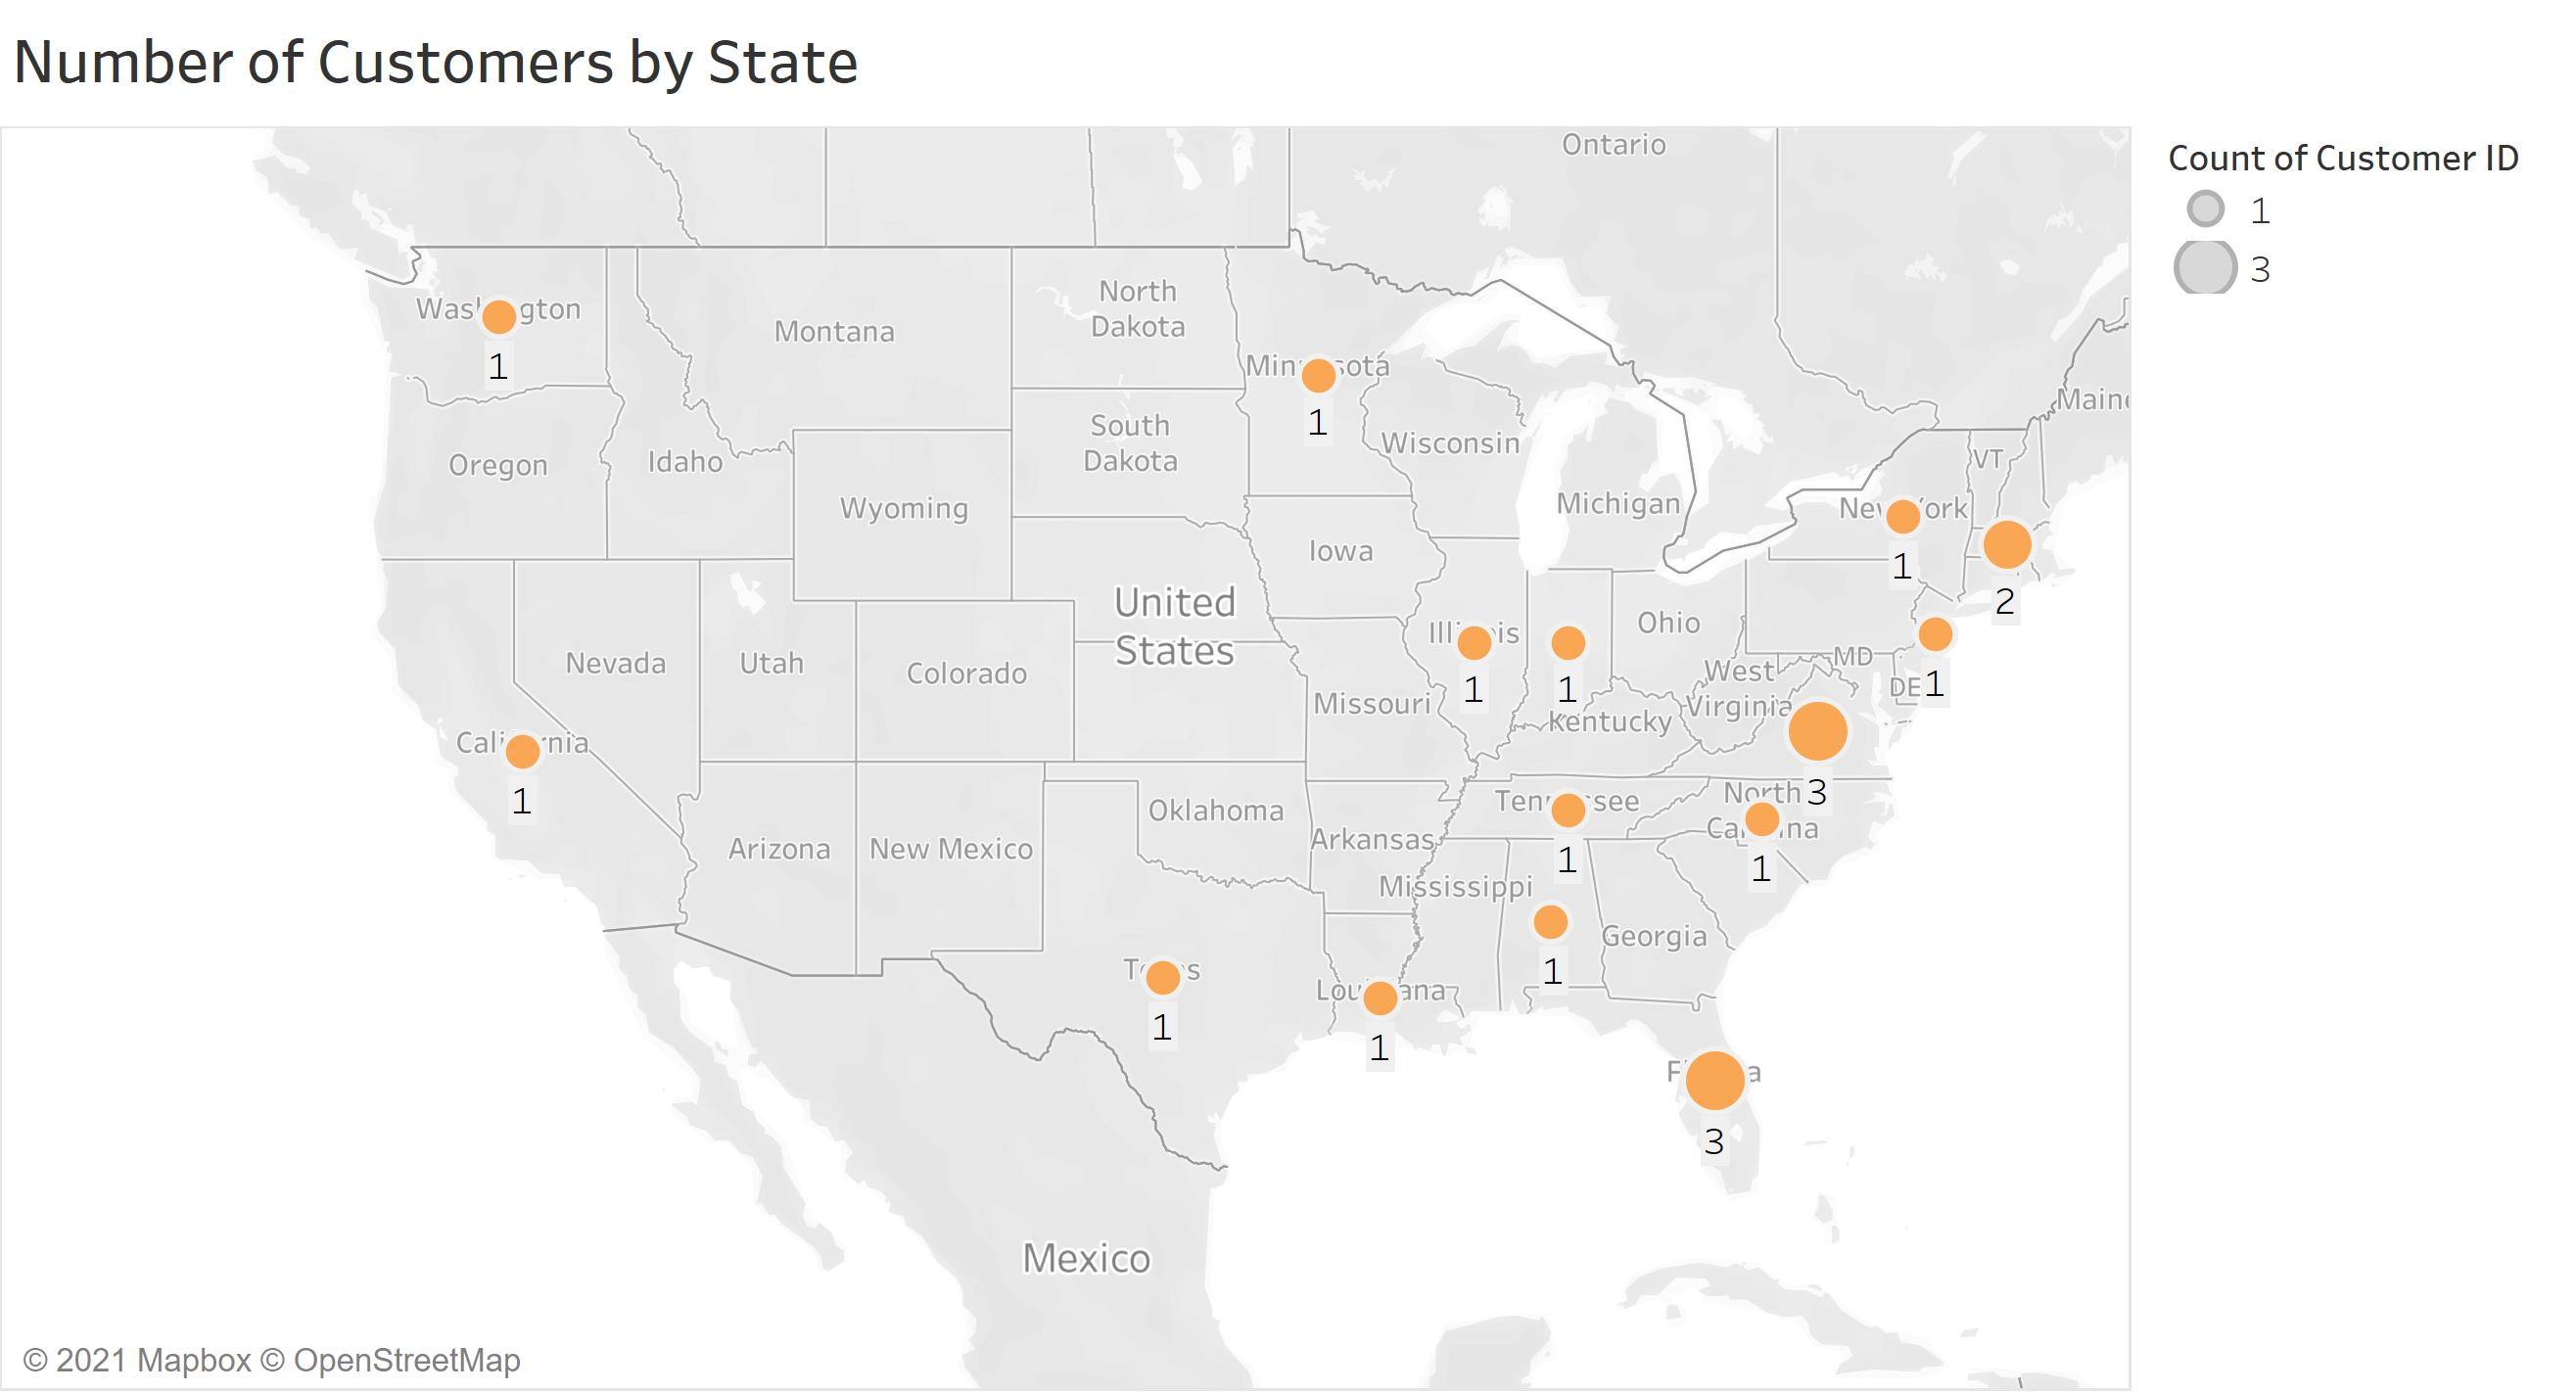 Number of Customers by State
Count of Customer ID
1
3
Ontario
Maine
North
Dakota
Montana
1
1
South
Dakota
Wisconsin
Oregon
Idaho
VT
Wyoming
Michigan
Iowa
1
2
United
States
Ohio
1
1
1
MD
DE
Nevada
Utah
Colorado
Missouri
West
Virginia
Kentucky
3
1
Oklahoma
North
Arkansas
1
1
Arizona
New Mexico
Mississippi
Georgia
1
1
1
3
Mexico
© 2021 Mapbox © OpenStreetMap